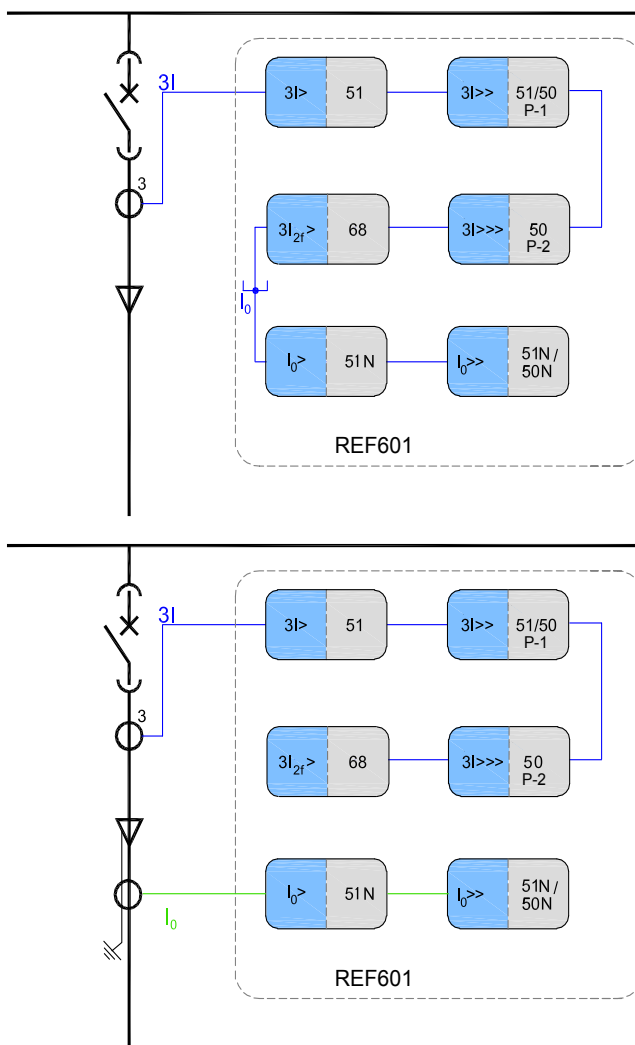 3I
3I>
51
3I>>
51/50
P-1
3
3I₂f>
68
3I>>>
50
P-2
I₀
I₀>
51N
I₀>>
51N /
50N
REF601
3I
3I>
51
3I>>
51/50
P-1
3
3I₂f>
68
3I>>>
50
P-2
I₀>
51N
I₀>>
51N /
50N
I₀
REF601